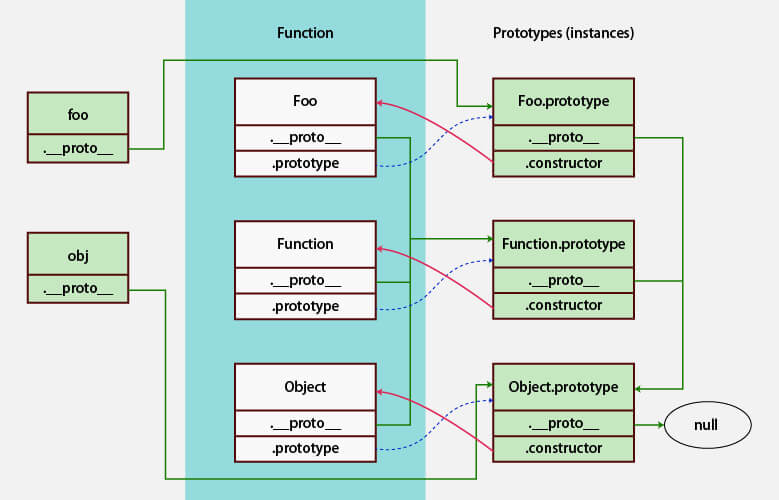 Function
Prototypes (instances)
foo
.__proto__
obj
.__proto__
Foo
.__proto__
.prototype
Foo.prototype
.__proto__
.constructor
Function
.__proto__
.prototype
Function.prototype
.__proto__
.constructor
Object
.__proto__
.prototype
Object.prototype
.__proto__
.constructor
null